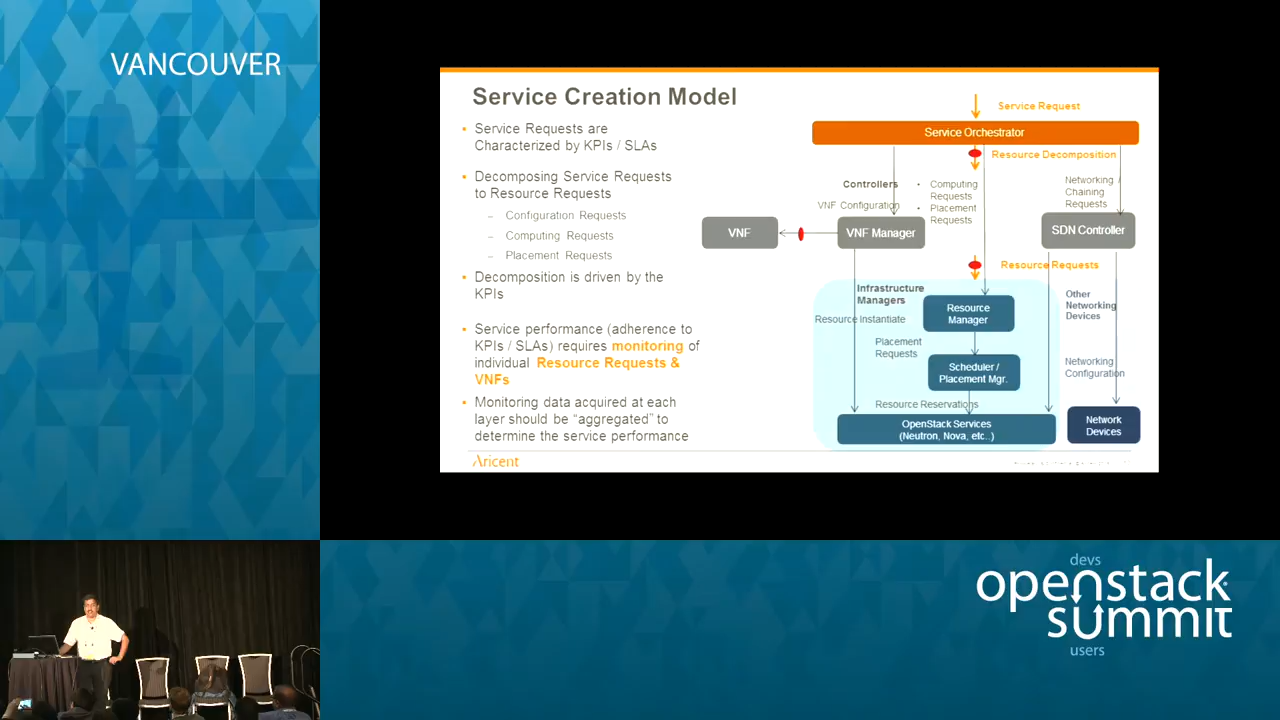 VANCOUVER
Service Creation Model
• Service Requests are
Characterized by KPIs / SLAs
• Decomposing Service Requests
to Resource Requests
– Configuration Requests
– Computing Requests
– Placement Requests
• Decomposition is driven by the
KPIs
• Service performance (adherence to
KPIs / SLAs) requires monitoring of
individual Resource Requests &
VNFs
• Monitoring data acquired at each
layer should be “aggregated” to
determine the service performance
Aricent
Service Request
Service Orchestrator
Resource Decomposition
Controllers
VNF Configuration
• Computing
Requests
• Placement
Requests
Networking /
Chaining
Requests
VNF
VNF Manager
SDN Controller
Resource Requests
Infrastructure
Managers
Resource Instantiate
Resource
Manager
Other
Networking
Devices
Placement
Requests
Scheduler /
Placement Mgr.
Networking
Configuration
Resource Reservations
OpenStack Services
(Neutron, Nova, etc..)
Network
Devices
devs
openstack
summit
users